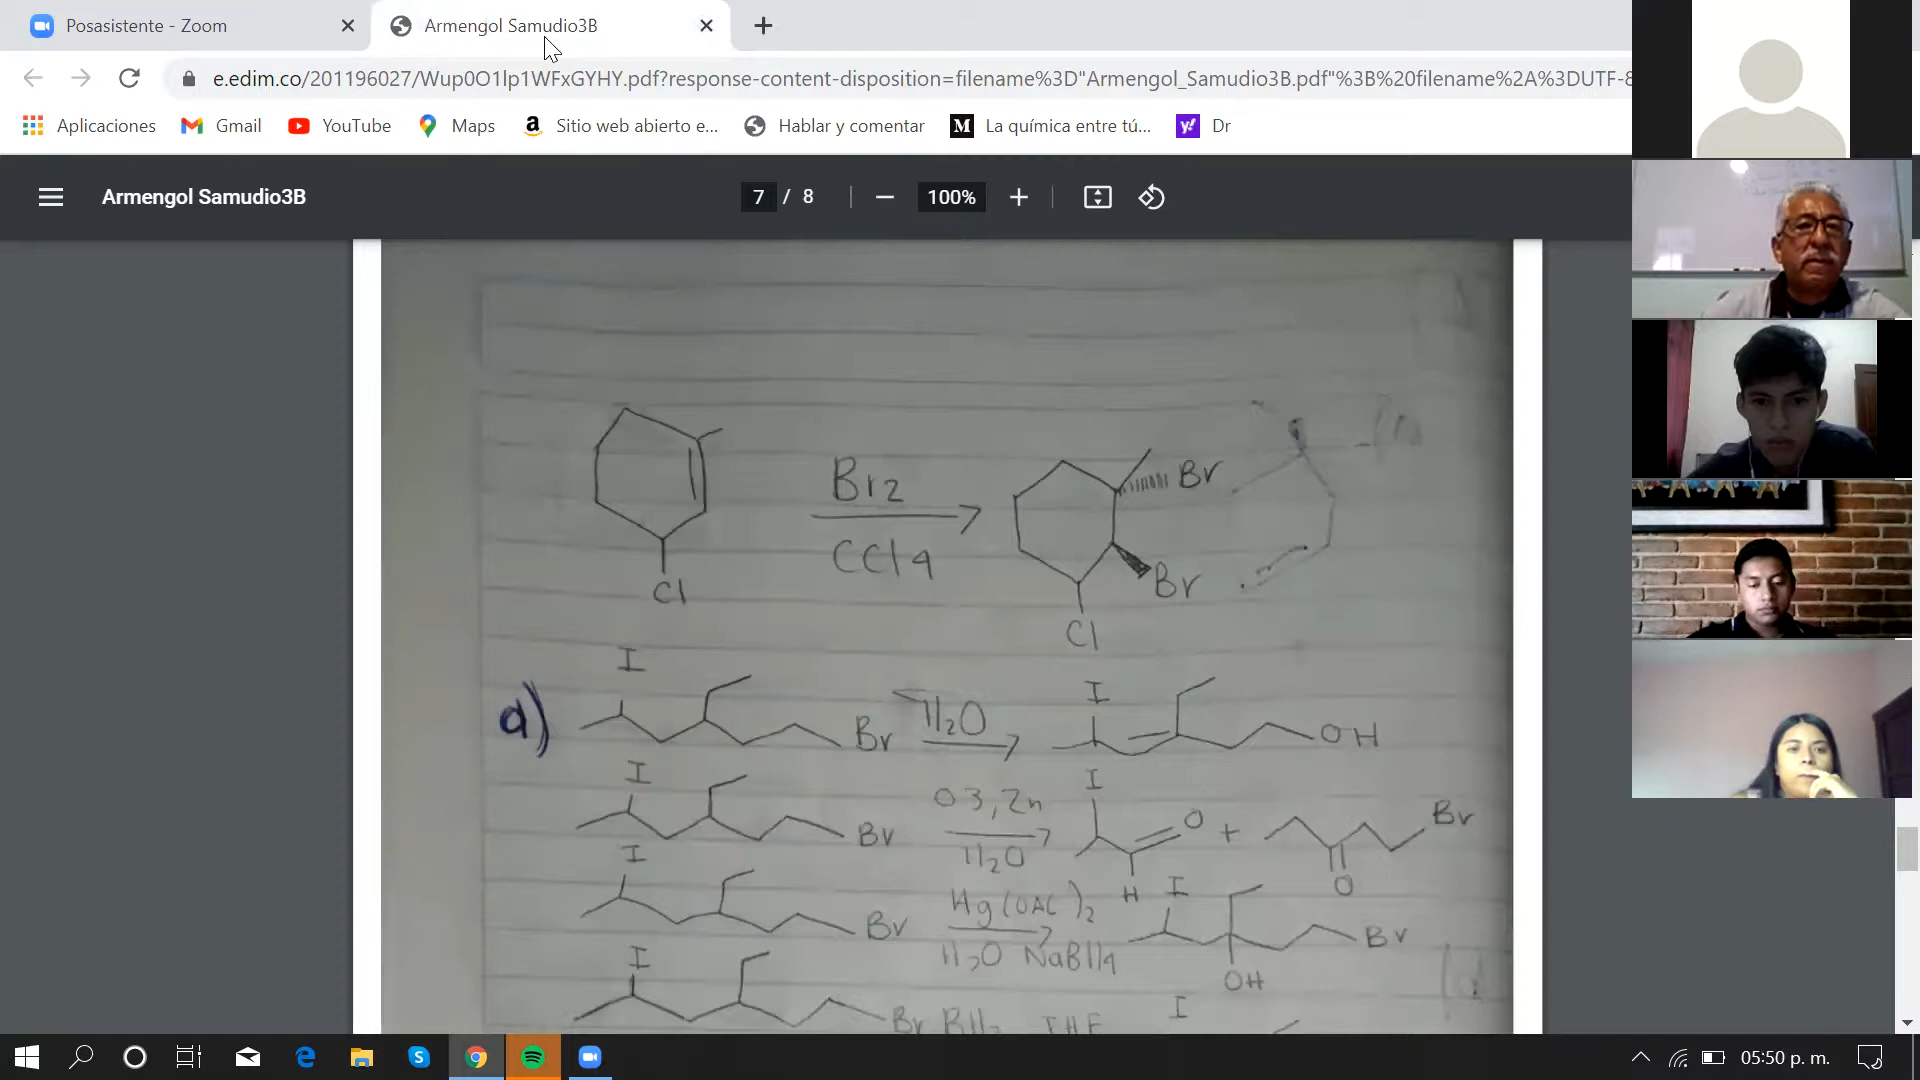 Posasistente - Zoom
Armengol Samudio3B
e.edim.co/201196027/Wup0O1lp1WFxGYHY.pdf?response-content-disposition=filename%3D"Armengol_Samudio3B.pdf"%3B%20filename%2A%3DUTF-8
Aplicaciones Gmail YouTube Maps Sitio web abierto e... Hablar y comentar La química entre tú... Dr
Armengol Samudio3B 7 / 8 100%
Br2
CCl4
Cl
Br
Br
Cl
I
a) Br H2O I OH
I
Br O3, Zn H2O I O H + O Br
I
Br Hg(OAC)2 H2O NaBH4 I OH Br
I
Br BH3 THF I
05:50 p. m.